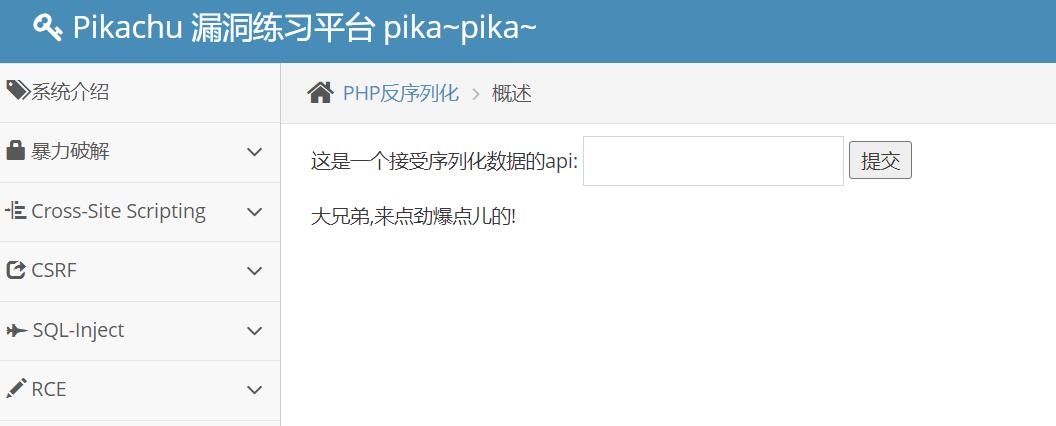 Pikachu 漏洞练习平台 pika~pika~
系统介绍
PHP反序列化 > 概述
暴力破解
这是一个接受序列化数据的api: 提交
Cross-Site Scripting
大兄弟,来点劲爆点儿的!
CSRF
SQL-Inject
RCE